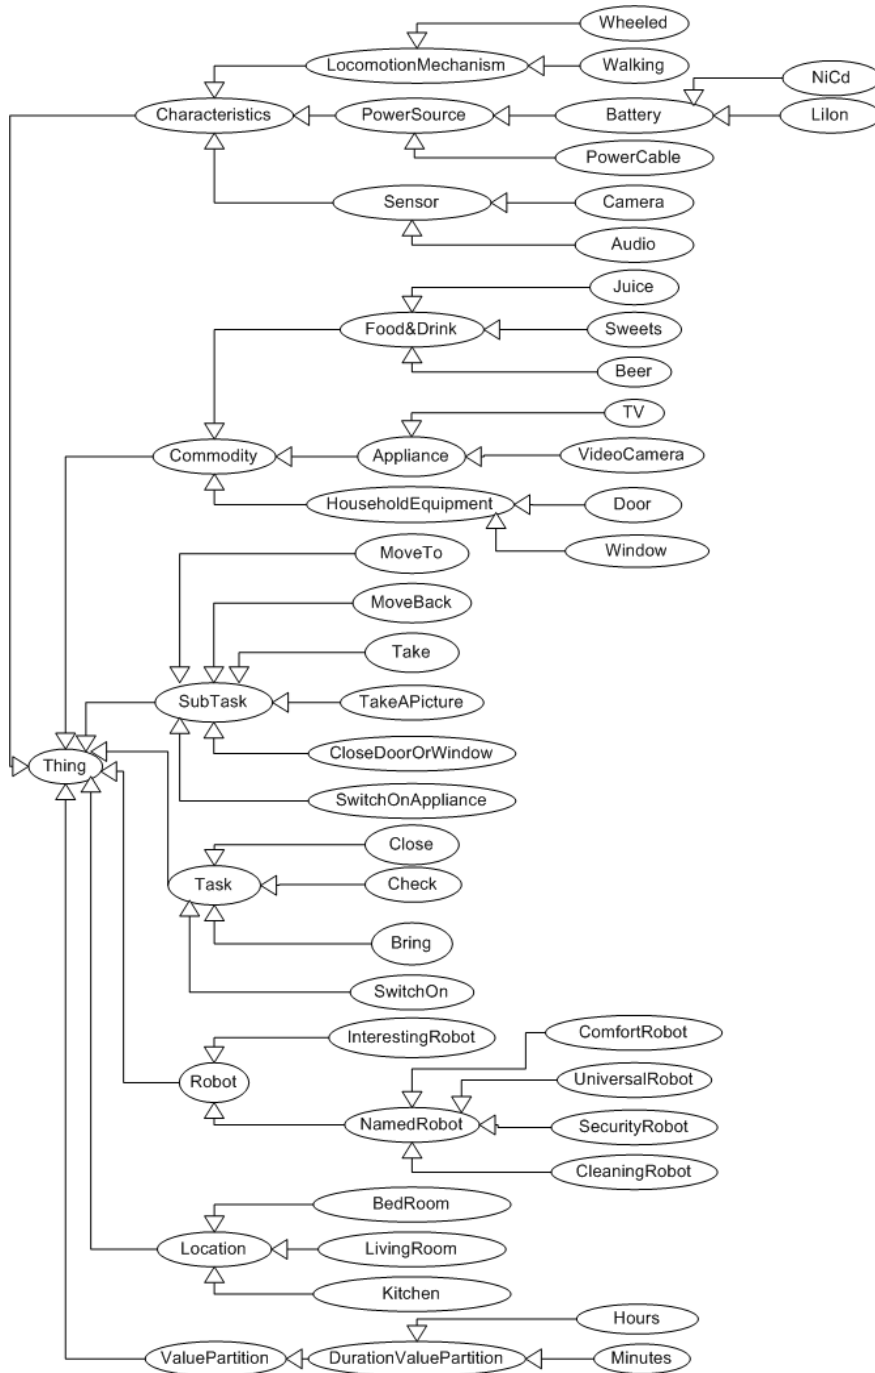 Wheeled
LocomotionMechanism
Walking
NiCd
Characteristics
PowerSource
Battery
LiIon
PowerCable
Sensor
Camera
Audio
Juice
Food&Drink
Sweets
Beer
TV
Commodity
Appliance
VideoCamera
HouseholdEquipment
Door
Window
MoveTo
MoveBack
Take
SubTask
TakeAPicture
CloseDoorOrWindow
Thing
SwitchOnAppliance
Close
Task
Check
Bring
SwitchOn
InterestingRobot
ComfortRobot
Robot
UniversalRobot
NamedRobot
SecurityRobot
CleaningRobot
BedRoom
Location
LivingRoom
Kitchen
Hours
ValuePartition
DurationValuePartition
Minutes